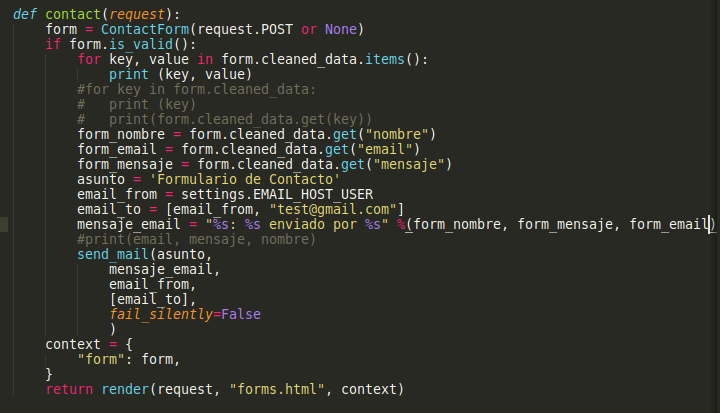 def contact(request):
    form = ContactForm(request.POST or None)
    if form.is_valid():
        for key, value in form.cleaned_data.items():
            print (key, value)
        #for key in form.cleaned_data:
        #   print (key)
        #   print(form.cleaned_data.get(key))
        form_nombre = form.cleaned_data.get("nombre")
        form_email = form.cleaned_data.get("email")
        form_mensaje = form.cleaned_data.get("mensaje")
        asunto = 'Formulario de Contacto'
        email_from = settings.EMAIL_HOST_USER
        email_to = [email_from, "test@gmail.com"]
        mensaje_email = "%s: %s enviado por %s" %(form_nombre, form_mensaje, form_email)
        #print(email, mensaje, nombre)
        send_mail(asunto,
            mensaje_email,
            email_from,
            [email_to],
            fail_silently=False
            )
    context = {
        "form": form,
    }
    return render(request, "forms.html", context)